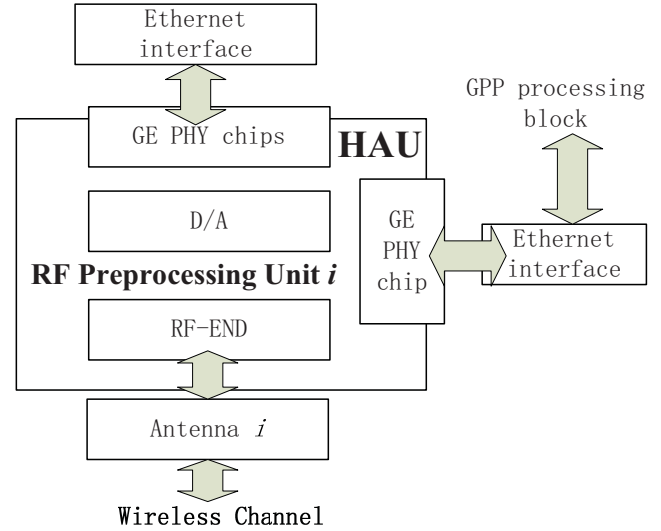 Ethernet
interface
GE PHY chips
HAU
GPP processing
block
D/A
GE
PHY
chip
Ethernet
interface
RF Preprocessing Unit i
RF-END
Antenna i
Wireless Channel